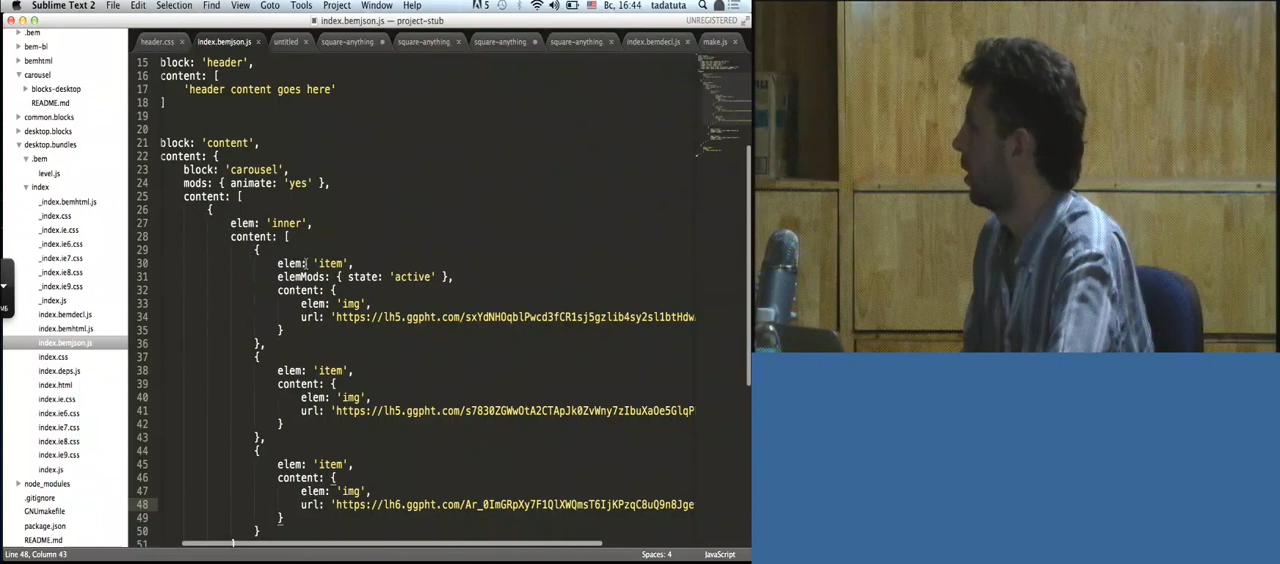 Sublime Text 2 File Edit Selection Find View Goto Tools Project Window Help 5 Вс, 16:44 tadatuta
index.bemjson.js — project-stub UNREGISTERED
header.css index.bemjson.js untitled square-anything square-anything square-anything square-anything index.bemdecl.js make.js
.bem
bem-bl
bemhtml
carousel
blocks-desktop
README.md
common.blocks
desktop.blocks
desktop.bundles
.bem
level.js
index
_index.bemhtml.js
_index.css
_index.ie.css
_index.ie6.css
_index.ie7.css
_index.ie8.css
_index.ie9.css
_index.js
index.bemdecl.js
index.bemhtml.js
index.bemjson.js
index.css
index.deps.js
index.html
index.ie.css
index.ie6.css
index.ie7.css
index.ie8.css
index.ie9.css
index.js
node_modules
.gitignore
GNUmakefile
package.json
README.md
15 block: 'header',
16 content: [
17 'header content goes here'
18 ]
19
20
21 block: 'content',
22 content: {
23 block: 'carousel',
24 mods: { animate: 'yes' },
25 content: [
26 {
27 elem: 'inner',
28 content: [
29 {
30 elem: 'item',
31 elemMods: { state: 'active' },
32 content: {
33 elem: 'img',
34 url: 'https://lh5.ggpht.com/sxYdNHOqblPwcd3fCR1sj5gzlib4sy2sl1btHdw
35 }
36 },
37 {
38 elem: 'item',
39 content: {
40 elem: 'img',
41 url: 'https://lh5.ggpht.com/s7830ZGWwOtA2CTApJk0ZvWny7zIbuXaOe5GlqP
42 }
43 },
44 {
45 elem: 'item',
46 content: {
47 elem: 'img',
48 url: 'https://lh6.ggpht.com/Ar_0ImGRpXy7F1QlXWQmsT6IjKPzqC8uQ9n8Jge
49 }
50 }
51 }
Line 48, Column 43 Spaces: 4 JavaScript